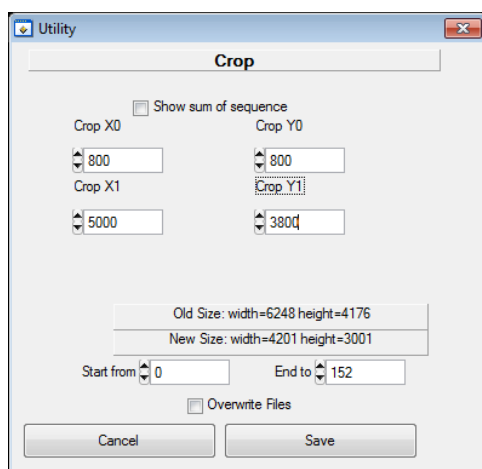 Utility
Crop
Show sum of sequence
Crop X0 Crop Y0
800 800
Crop X1 Crop Y1
5000 3800
Old Size: width=6248 height=4176
New Size: width=4201 height=3001
Start from 0 End to 152
Overwrite Files
Cancel Save